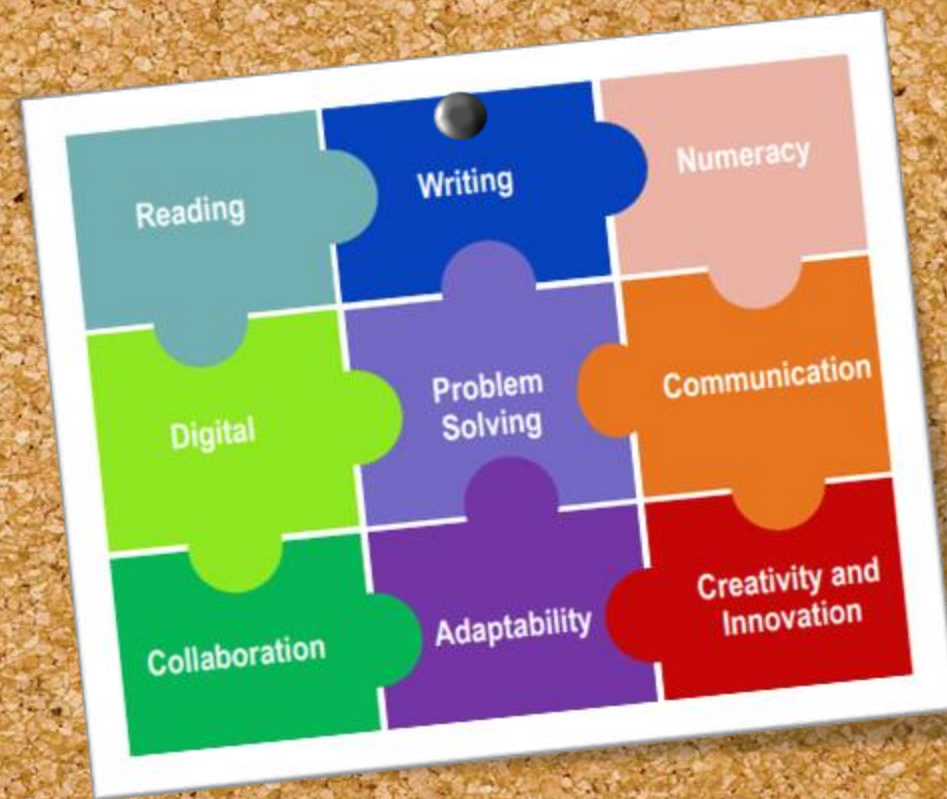 Reading
Writing
Numeracy
Digital
Problem
Solving
Communication
Collaboration
Adaptability
Creativity and
Innovation